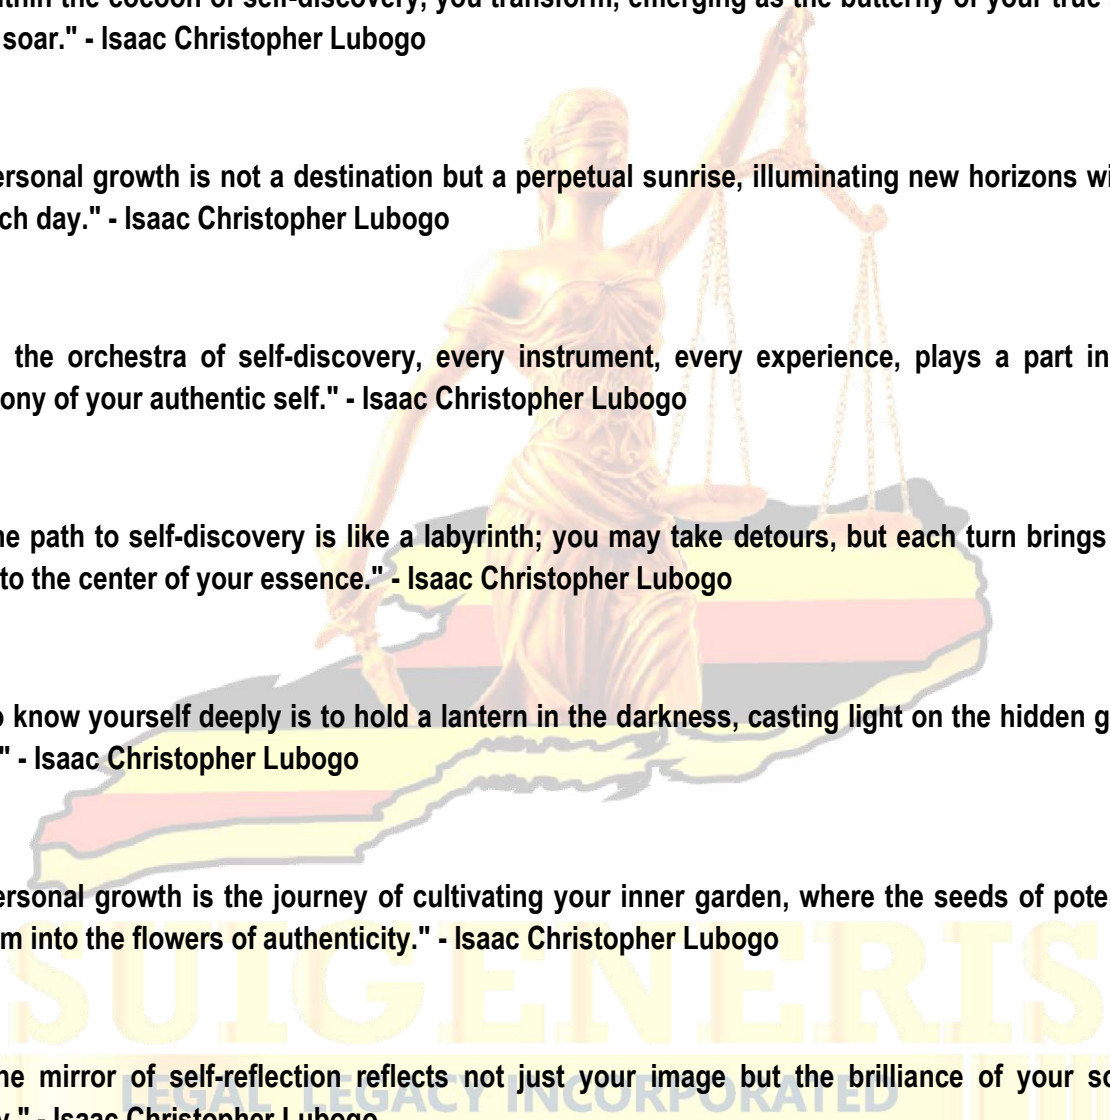 the cocoon of self-discovery, you transform, emerging as the butterfly of your true
soar." - Isaac Christopher Lubogo
ersonal growth is not a destination but a perpetual sunrise, illuminating new horizons wi
ch day." - Isaac Christopher Lubogo
the orchestra of self-discovery, every instrument, every experience, plays a part in
ony of your authentic self." - Isaac Christopher Lubogo
ne path to self-discovery is like a labyrinth; you may take detours, but each turn brings
to the center of your essence." - Isaac Christopher Lubogo
o know yourself deeply is to hold a lantern in the darkness, casting light on the hidden g
" - Isaac Christopher Lubogo
ersonal growth is the journey of cultivating your inner garden, where the seeds of pote
m into the flowers of authenticity." - Isaac Christopher Lubogo
SUIGENERIS
ne mirror of self-reflection reflects not just your image but the brilliance of your so
LEGAL LEGACY INCORPORATED
y." - Isaac Christopher Lubogo